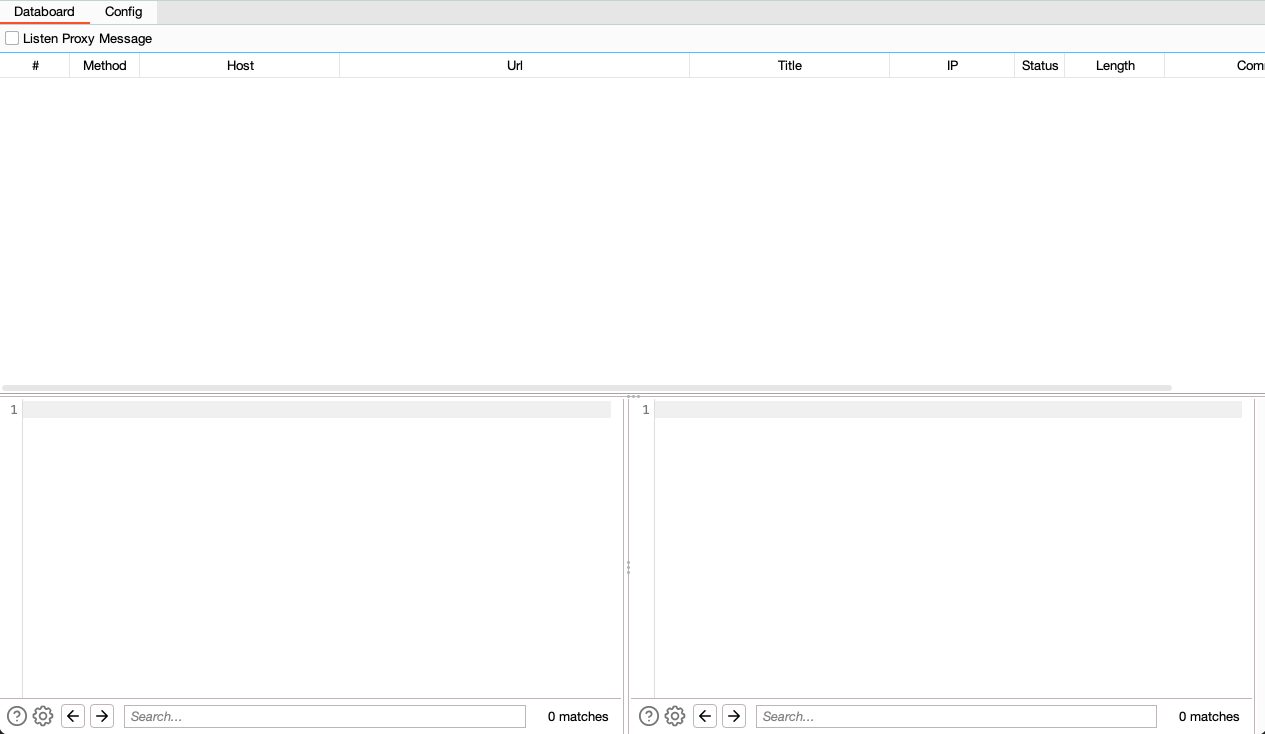 Databoard Config
Listen Proxy Message
# Method Host Url Title IP Status Length Com
1 1
? Search... 0 matches ? Search... 0 matches